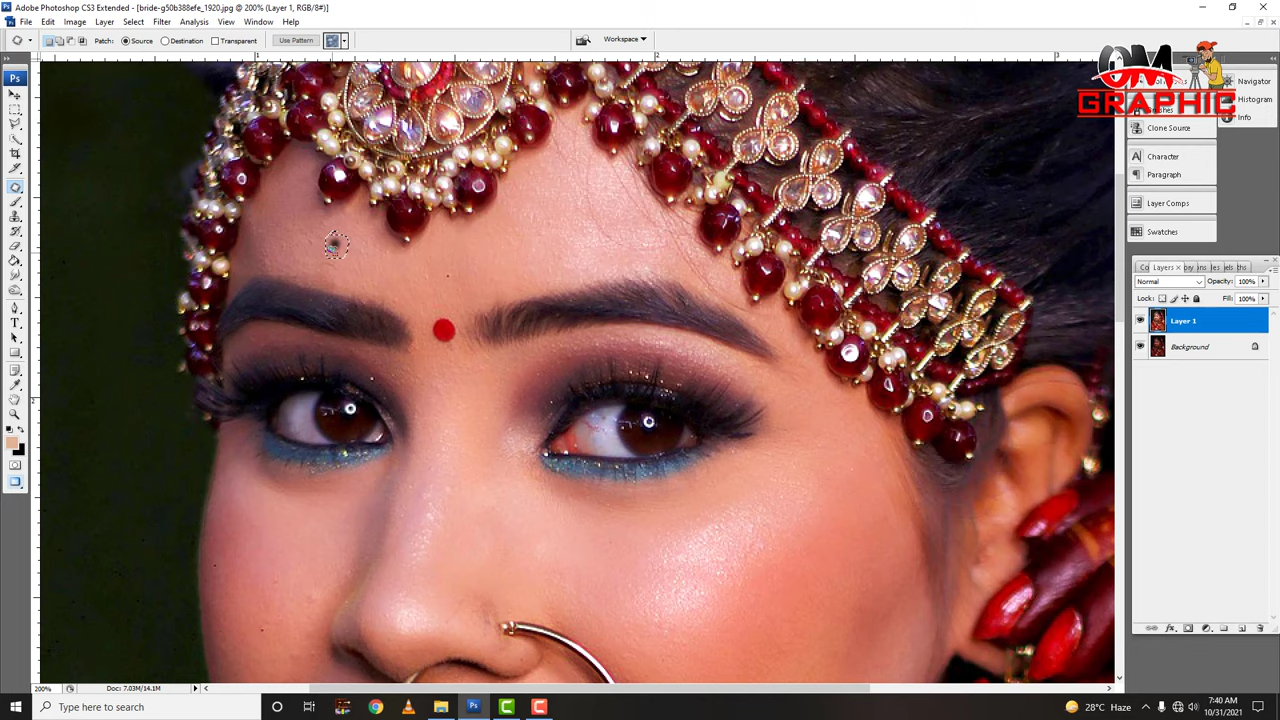 Adobe Photoshop CS3 Extended - [bride-g50b388efe_1920.jpg @ 200% (Layer 1, RGB/8#)]
File Edit Image Layer Select Filter Analysis View Window Help
Patch: Source Destination Transparent Use Pattern Workspace
OM
GRAPHIC
Navigator
Histogram
Info
Brushes
Clone Source
Character
Paragraph
Layer Comps
Swatches
Layers
Normal Opacity: 100%
Lock: Fill: 100%
Layer 1
Background
200% Doc: 7.03M/14.1M
Type here to search
28°C Haze
7:40 AM
10/31/2021